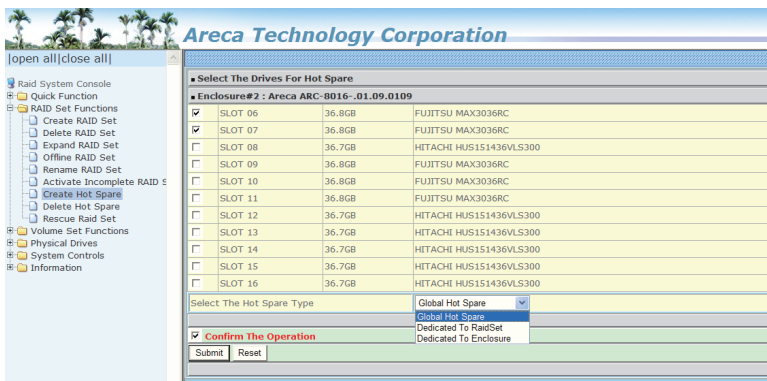 Areca Technology Corporation
|open all|close all|
Raid System Console
Quick Function
RAID Set Functions
Create RAID Set
Delete RAID Set
Expand RAID Set
Offline RAID Set
Rename RAID Set
Activate Incomplete RAID S
Create Hot Spare
Delete Hot Spare
Rescue Raid Set
Volume Set Functions
Physical Drives
System Controls
Information
Select The Drives For Hot Spare
Enclosure#2 : Areca ARC-8016-.01.09.0109
SLOT 06 36.8GB FUJITSU MAX3036RC
SLOT 07 36.8GB FUJITSU MAX3036RC
SLOT 08 36.7GB HITACHI HUS151436VLS300
SLOT 09 36.8GB FUJITSU MAX3036RC
SLOT 10 36.8GB FUJITSU MAX3036RC
SLOT 11 36.8GB FUJITSU MAX3036RC
SLOT 12 36.7GB HITACHI HUS151436VLS300
SLOT 13 36.7GB HITACHI HUS151436VLS300
SLOT 14 36.7GB HITACHI HUS151436VLS300
SLOT 15 36.7GB HITACHI HUS151436VLS300
SLOT 16 36.7GB HITACHI HUS151436VLS300
Select The Hot Spare Type Global Hot Spare
Global Hot Spare
Dedicated To RaidSet
Dedicated To Enclosure
Confirm The Operation
Submit Reset